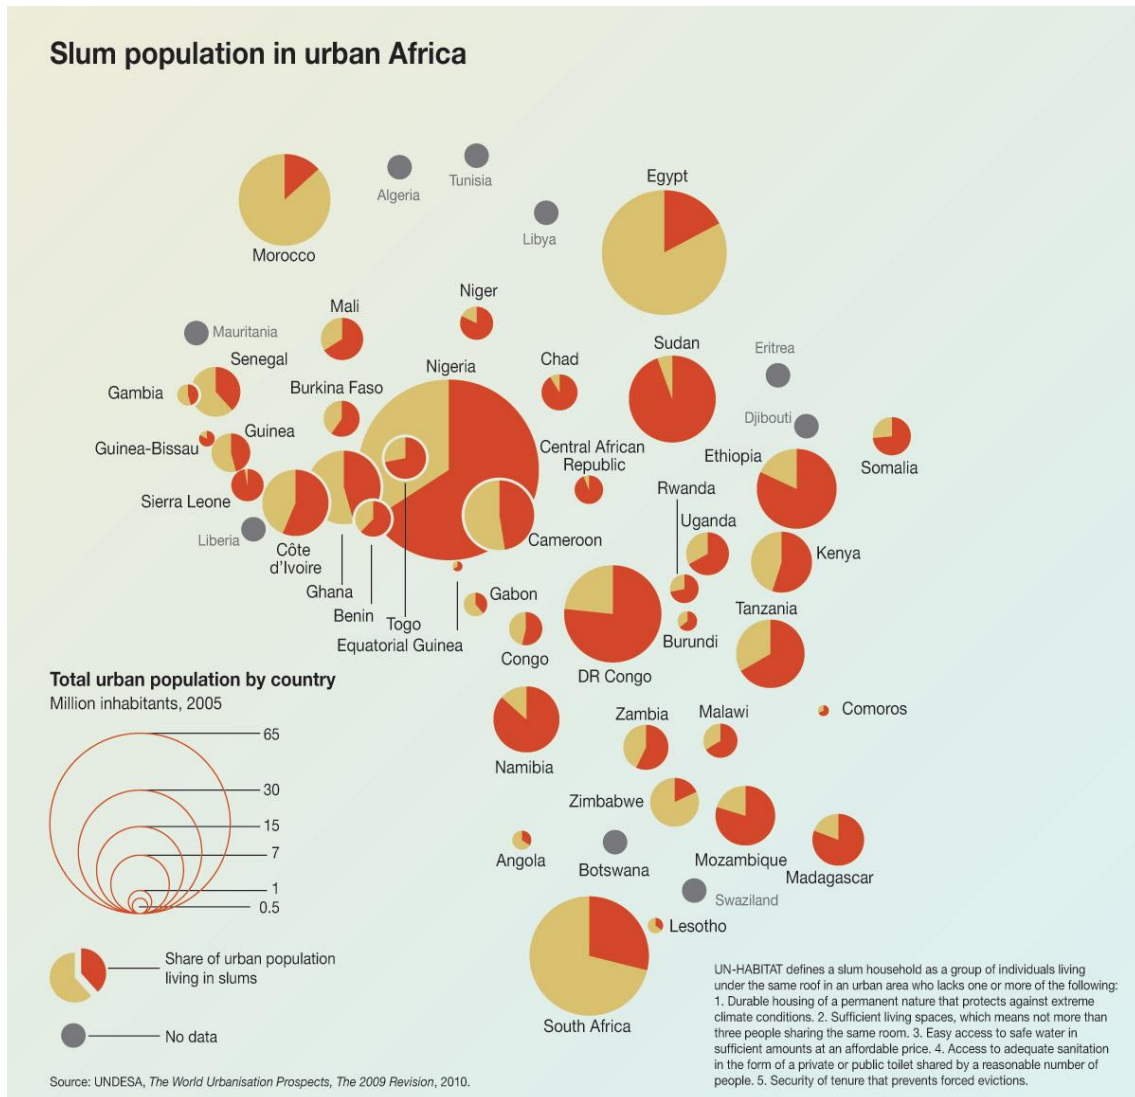 Slum population in urban Africa
Morocco
Algeria
Tunisia
Libya
Egypt
Mauritania
Mali
Niger
Senegal
Gambia
Burkina Faso
Nigeria
Chad
Sudan
Eritrea
Djibouti
Guinea-Bissau
Guinea
Central African
Republic
Ethiopia
Somalia
Sierra Leone
Liberia
Rwanda
Uganda
Côte
d'Ivoire
Cameroon
Kenya
Ghana
Benin
Togo
Equatorial Guinea
Gabon
Congo
DR Congo
Burundi
Tanzania
Total urban population by country
Million inhabitants, 2005
65
30
15
7
1
0.5
Namibia
Zambia
Malawi
Comoros
Zimbabwe
Angola
Botswana
Mozambique
Madagascar
Swaziland
Lesotho
South Africa
Share of urban population
living in slums
No data
UN-HABITAT defines a slum household as a group of individuals living
under the same roof in an urban area who lacks one or more of the following:
1. Durable housing of a permanent nature that protects against extreme
climate conditions. 2. Sufficient living spaces, which means not more than
three people sharing the same room. 3. Easy access to safe water in
sufficient amounts at an affordable price. 4. Access to adequate sanitation
in the form of a private or public toilet shared by a reasonable number of
people. 5. Security of tenure that prevents forced evictions.
Source: UNDESA, The World Urbanisation Prospects, The 2009 Revision, 2010.